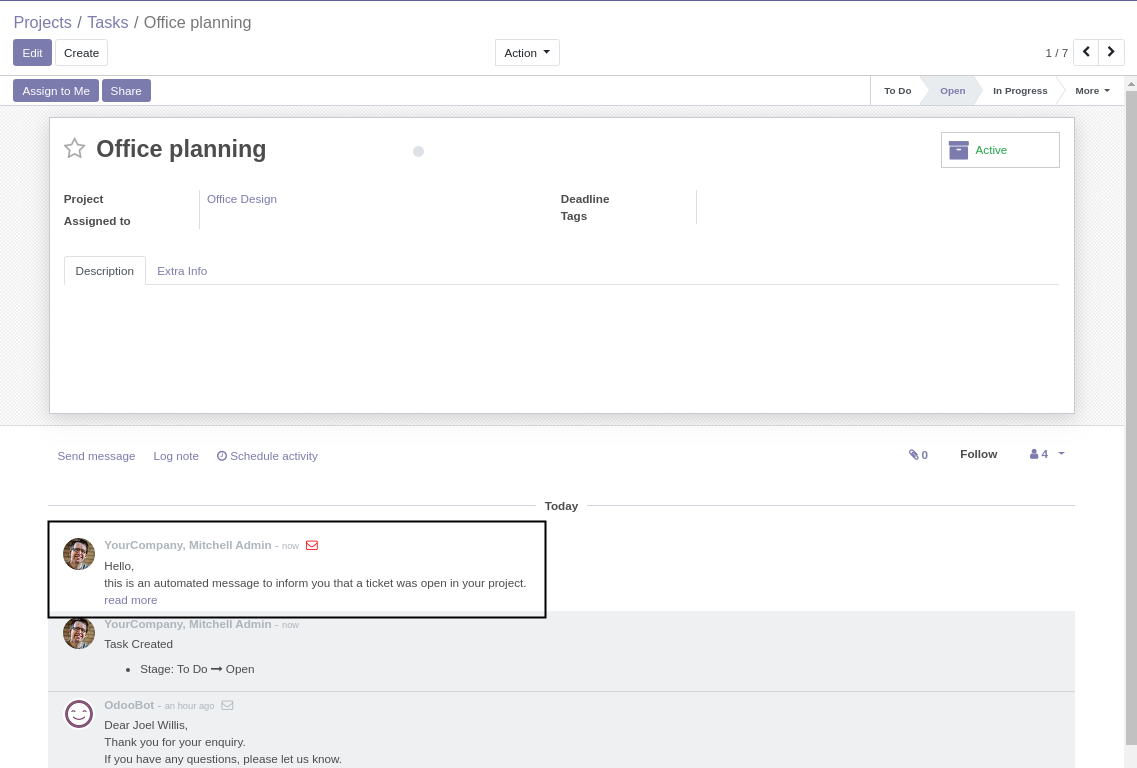 Projects / Tasks / Office planning
Edit Create Action 1 / 7
Assign to Me Share To Do Open In Progress More
Office planning Active
Project Office Design Deadline
Assigned to Tags
Description Extra Info
Send message Log note Schedule activity 0 Follow 4
Today
YourCompany, Mitchell Admin - now
Hello,
this is an automated message to inform you that a ticket was open in your project.
read more
YourCompany, Mitchell Admin - now
Task Created
• Stage: To Do → Open
OdooBot - an hour ago
Dear Joel Willis,
Thank you for your enquiry.
If you have any questions, please let us know.